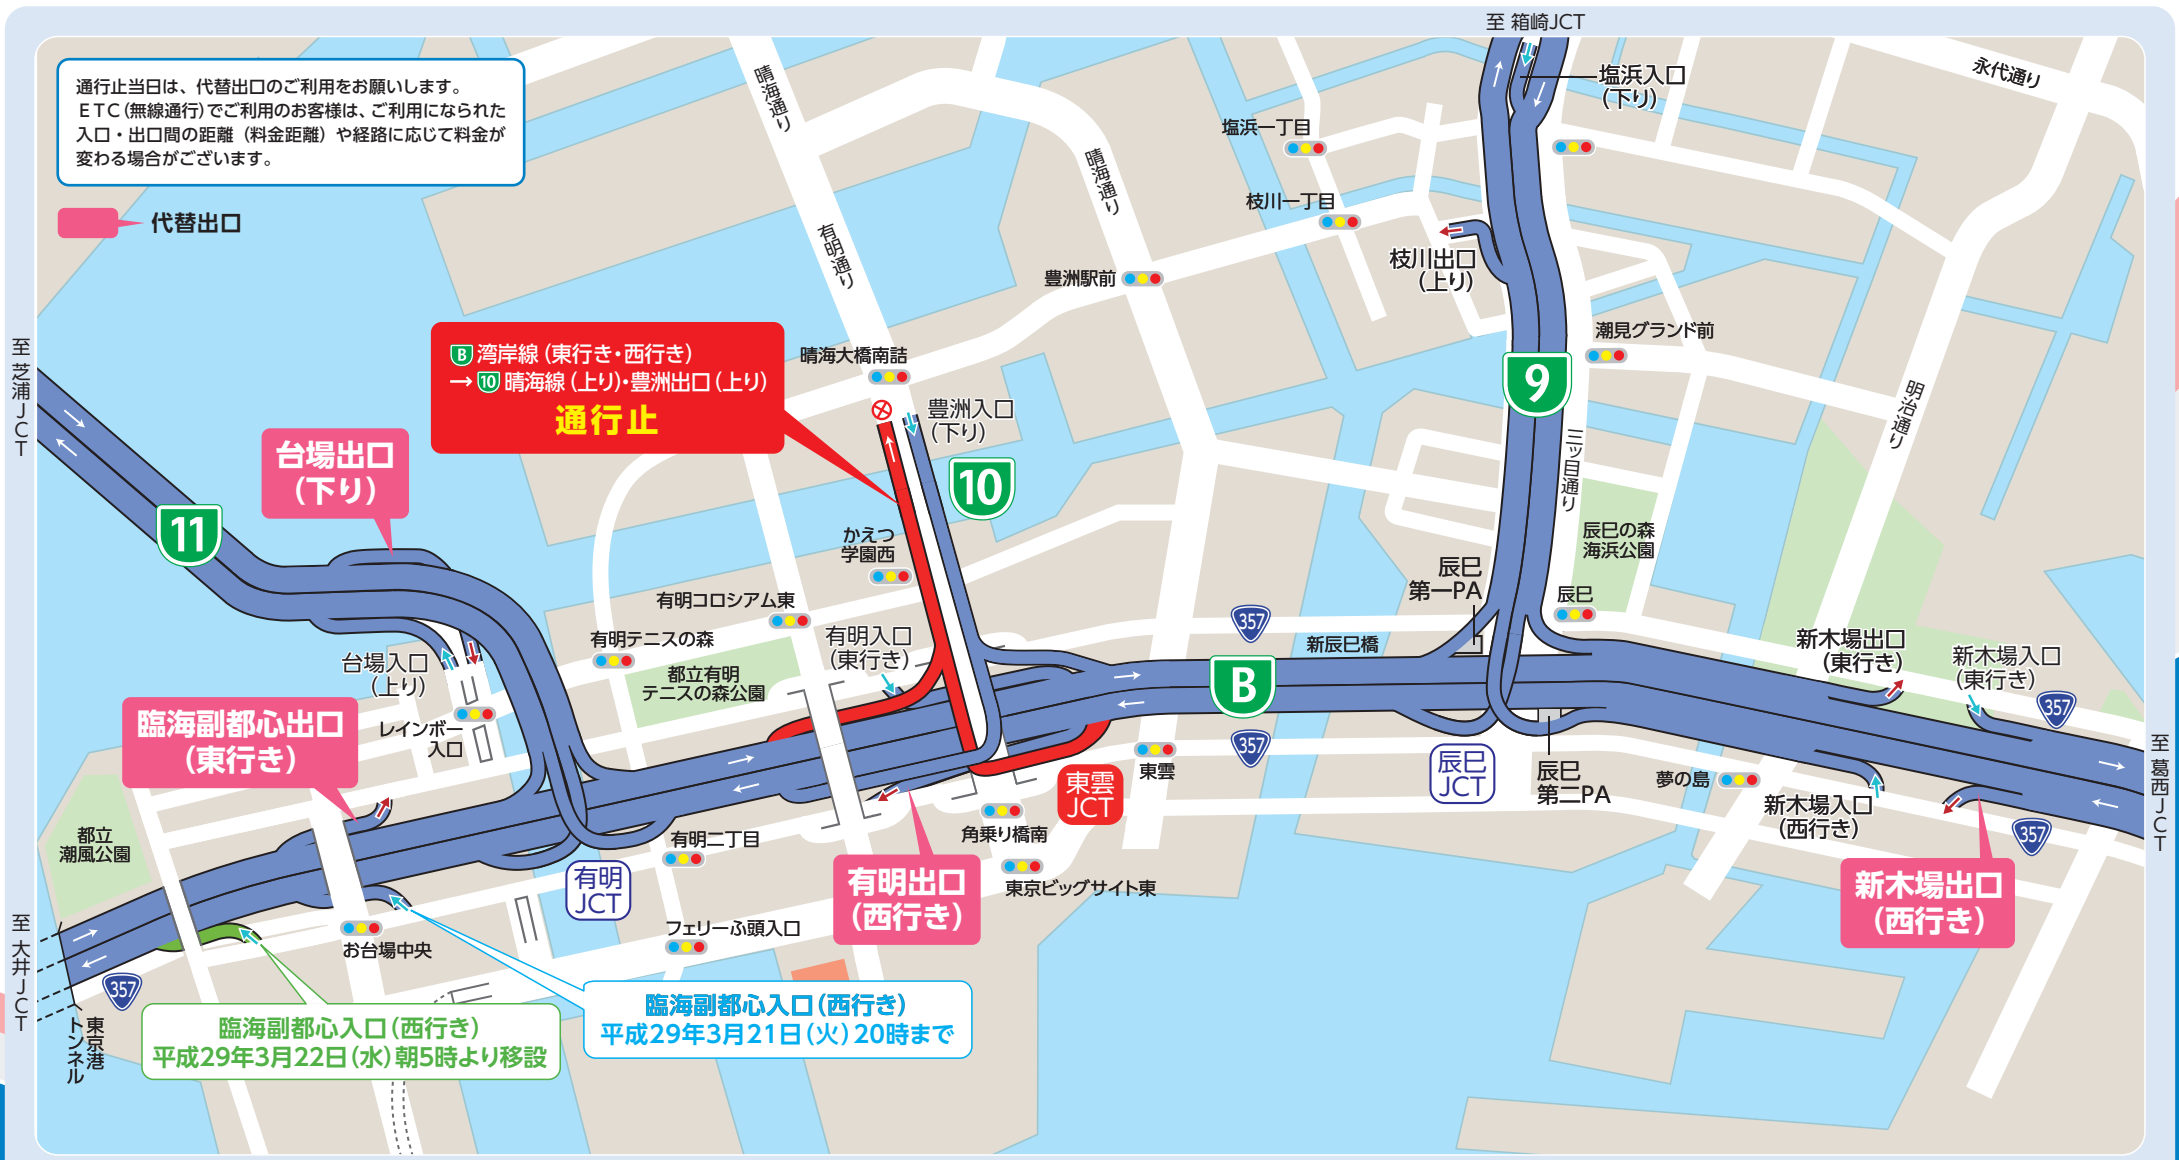 至 箱崎JCT
通行止当日は、代替出口のご利用をお願いします。
ETC(無線通行)でご利用のお客様は、ご利用になられた
入口・出口間の距離(料金距離)や経路に応じて料金が
変わる場合がございます。
代替出口
晴海通り
晴海通り
有明通り
塩浜一丁目
枝川一丁目
塩浜入口
(下り)
永代通り
枝川出口
(上り)
豊洲駅前
潮見グランド前
明治通り
三ッ目通り
至 芝浦JCT
B 湾岸線(東行き・西行き)
→ 10 晴海線(上り)・豊洲出口(上り)
通行止
晴海大橋南詰
豊洲入口
(下り)
9
10
11
台場出口
(下り)
かえつ
学園西
有明コロシアム東
有明テニスの森
都立有明
テニスの森公園
有明入口
(東行き)
辰巳
第一PA
辰巳の森
海浜公園
辰巳
357
新辰巳橋
B
357
新木場出口
(東行き)
新木場入口
(東行き)
357
台場入口
(上り)
レインボー
入口
臨海副都心出口
(東行き)
都立
潮風公園
東雲
東雲
JCT
辰巳
JCT
辰巳
第二PA
夢の島
新木場入口
(西行き)
357
至 葛西JCT
角乗り橋南
有明二丁目
有明
JCT
有明出口
(西行き)
東京ビッグサイト東
新木場出口
(西行き)
フェリーふ頭入口
お台場中央
至 大井JCT
357
東京港
トンネル
臨海副都心入口(西行き)
平成29年3月21日(火)20時まで
臨海副都心入口(西行き)
平成29年3月22日(水)朝5時より移設